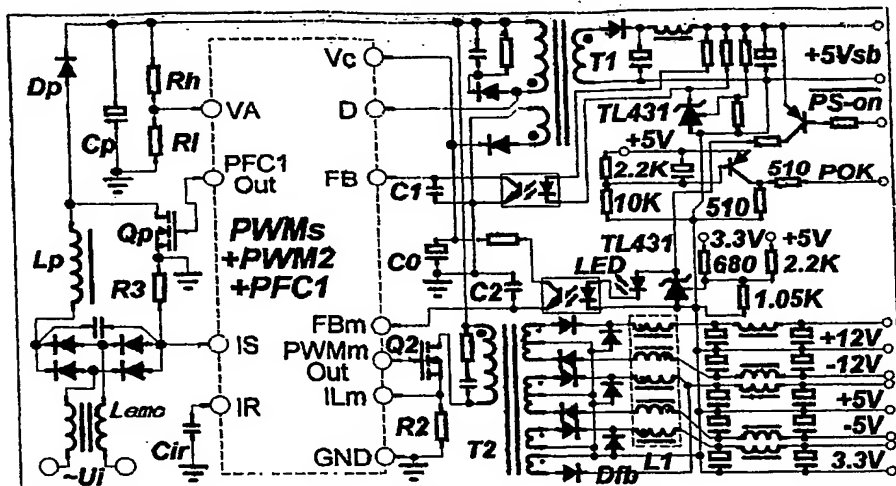 Vc
T1
+5Vsb
Dp
Rh
VA
D
TL431
PS-on
Cp
Rl
+5V
PFC1
Out
FB
C1
2.2K
510
POK
10K
510
Qp
PWMs
+PWM2
+PFC1
C0
TL431
3.3V
+5V
Lp
LED
680
2.2K
R3
C2
1.05K
FBm
+12V
IS
PWMm
Out
Q2
-12V
ILm
+5V
Lemc
IR
R2
-5V
Cir
T2
L1
GND
Dfb
3.3V
~Ui